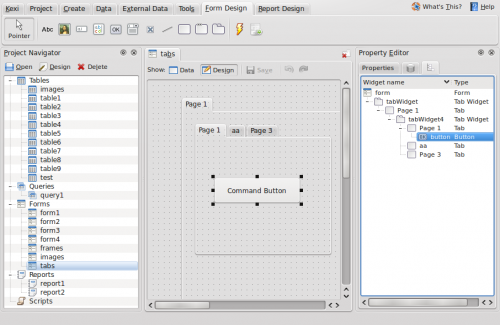 Kexi Project Create Data External Data Tools Form Design Report Design What's This? Help
Pointer Abc OK
Project Navigator
Open Design Delete
Tables
images
table1
table2
table3
table4
table5
table6
table7
table8
table9
test
Queries
query1
Forms
form1
form2
form3
form4
frames
images
tabs
Reports
report1
report2
Scripts
tabs
Show: Data Design Save
Page 1
Page 1 aa Page 3
Command Button
Property Editor
Properties
Widget name Type
form Form
tabWidget Tab Widget
Page 1 Tab
tabWidget4 Tab Widget
Page 1 Tab
button Button
aa Tab
Page 3 Tab